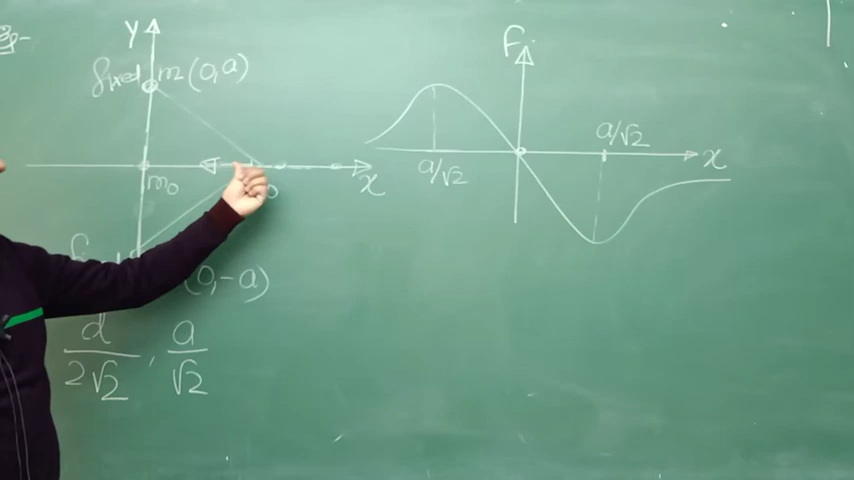 y
fixed m (0,a)
m₀
x
(0,-a)
d/2√2 , a/√2
F
a/√2
x
a/√2